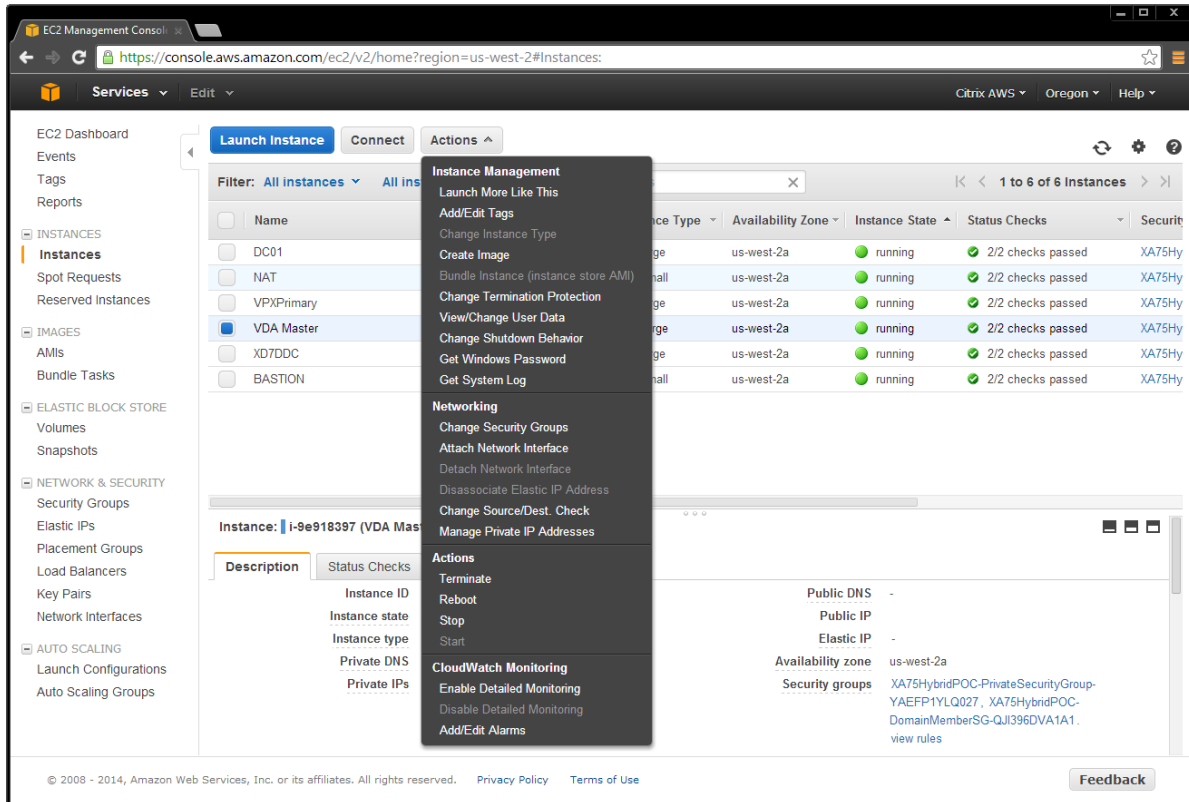 EC2 Management Consol
https://console.aws.amazon.com/ec2/v2/home?region=us-west-2#Instances:
Services Edit Citrix AWS Oregon Help
EC2 Dashboard
Events
Tags
Reports
INSTANCES
Instances
Spot Requests
Reserved Instances
IMAGES
AMIs
Bundle Tasks
ELASTIC BLOCK STORE
Volumes
Snapshots
NETWORK & SECURITY
Security Groups
Elastic IPs
Placement Groups
Load Balancers
Key Pairs
Network Interfaces
AUTO SCALING
Launch Configurations
Auto Scaling Groups
Launch Instance Connect Actions
Filter: All instances All ins
1 to 6 of 6 Instances
Name ce Type Availability Zone Instance State Status Checks Securit
DC01 ge us-west-2a running 2/2 checks passed XA75Hy
NAT nall us-west-2a running 2/2 checks passed XA75Hy
VPXPrimary rge us-west-2a running 2/2 checks passed XA75Hy
VDA Master rge us-west-2a running 2/2 checks passed XA75Hy
XD7DDC ge us-west-2a running 2/2 checks passed XA75Hy
BASTION nall us-west-2a running 2/2 checks passed XA75Hy
Instance Management
Launch More Like This
Add/Edit Tags
Change Instance Type
Create Image
Bundle Instance (instance store AMI)
Change Termination Protection
View/Change User Data
Change Shutdown Behavior
Get Windows Password
Get System Log
Networking
Change Security Groups
Attach Network Interface
Detach Network Interface
Disassociate Elastic IP Address
Change Source/Dest. Check
Manage Private IP Addresses
Actions
Terminate
Reboot
Stop
Start
CloudWatch Monitoring
Enable Detailed Monitoring
Disable Detailed Monitoring
Add/Edit Alarms
Instance: i-9e918397 (VDA Mas
Description Status Checks
Instance ID
Instance state
Instance type
Private DNS
Private IPs
Public DNS -
Public IP
Elastic IP -
Availability zone us-west-2a
Security groups XA75HybridPOC-PrivateSecurityGroup-
YAEFP1YLQ027 , XA75HybridPOC-
DomainMemberSG-QJI396DVA1A1 .
view rules
© 2008 - 2014, Amazon Web Services, Inc. or its affiliates. All rights reserved. Privacy Policy Terms of Use
Feedback